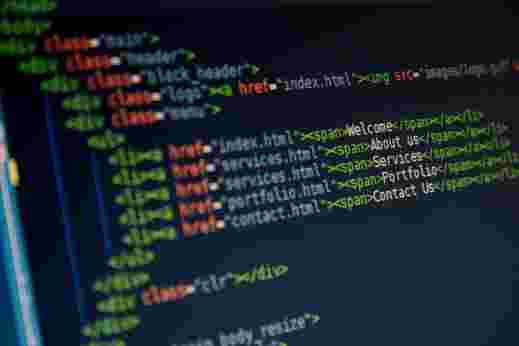 <head>
<body>
<div class="main">
<div class="header">
<div class="block_header">
<div class="logo"><a href="index.html"><img src="images/logo.gif"
<div class="menu">
<ul>
<li><a href="index.html"><span>Welcome</span></a></li>
<li><a href="services.html"><span>About us</span></a></li>
<li><a href="services.html"><span>Services</span></a></li>
<li><a href="portfolio.html"><span>Portfolio</span></a></li>
<li><a href="contact.html"><span>Contact Us</span></a></li>
</ul>
</div>
<div class="clr"></div>
</div>
body_resize">